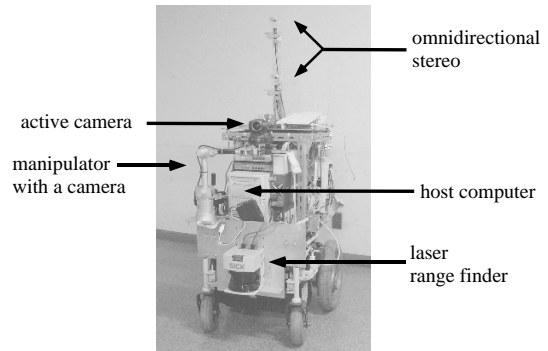 omnidirectional
stereo
active camera
manipulator
with a camera
host computer
laser
range finder
SICK